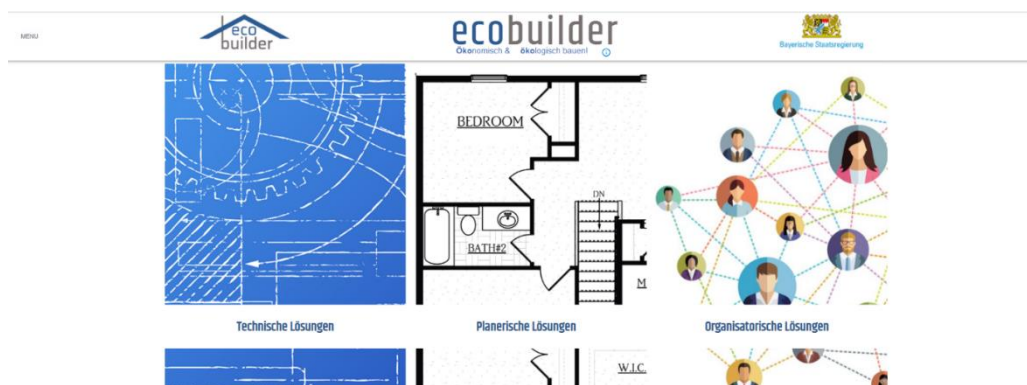 MENU
eco
builder
ecobuilder
Ökonomisch & ökologisch bauen!
Bayerische Staatsregierung
BEDROOM
DN
BATH#2
M
Technische Lösungen
Planerische Lösungen
Organisatorische Lösungen
W.I.C.